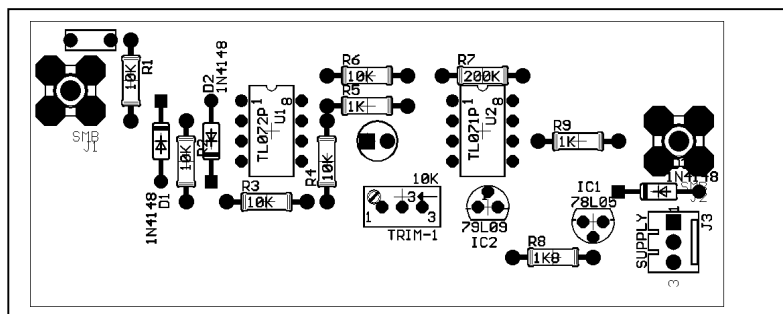 R1
10K
SMB
J1
D2
1N4148
1N4148
D1
R2
10K
1
8
TL072P
U1
R6
10K
R5
1K
R4
10K
R3
10K
10K
34
1
3
TRIM-1
R7
200K
1
8
TL071P
U2
79L09
IC2
R9
1K
IC1
78L05
R8
1K8
1N4148
SUPPLY
1
J3
3